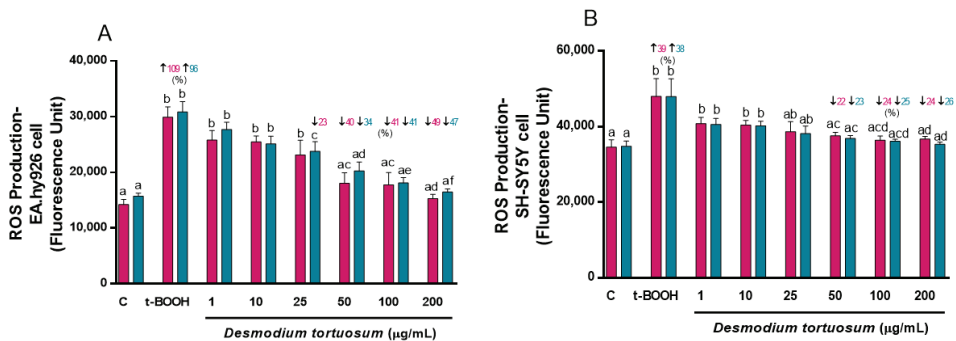 A
ROS Production-
EA.hy926 cell
(Fluorescence Unit)
40,000
30,000
20,000
10,000
↑109 ↑96
(%)
↓23
↓40 ↓34
↓41 ↓41
(%)
↓49 ↓47
a a
b b
b b
b b
b c
ac ad
ac ae
ad af
C t-BOOH 1 10 25 50 100 200
Desmodium tortuosum (µg/mL)
B
ROS Production-
SH-SY5Y cell
(Fluorescence Unit)
60,000
40,000
20,000
0
↑39 ↑38
(%)
↓22 ↓23
↓24 ↓25
(%)
↓24 ↓26
a a
b b
b b
b b
ab ab
ac ac
acd acd
ad ad
C t-BOOH 1 10 25 50 100 200
Desmodium tortuosum (µg/mL)